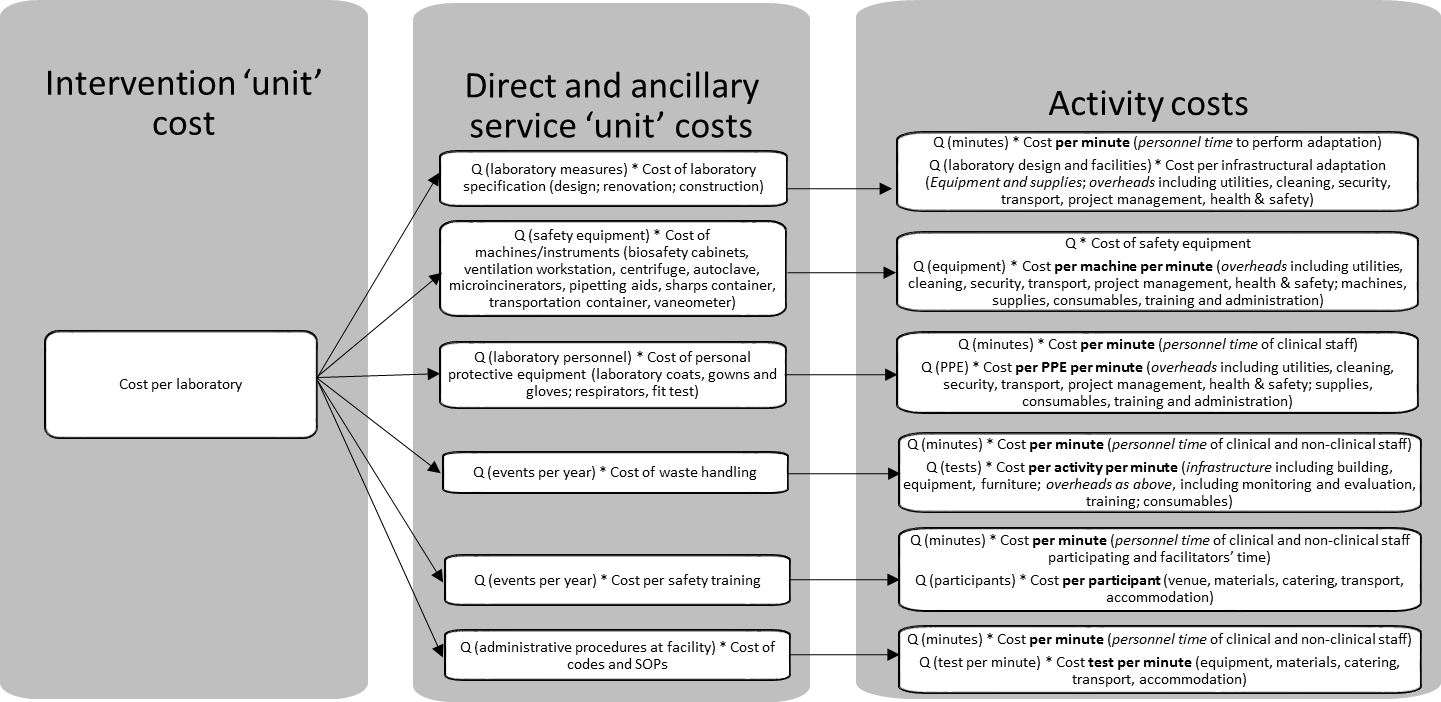 Intervention ‘unit’
cost
Cost per laboratory
Direct and ancillary
service ‘unit’ costs
Q (laboratory measures) * Cost of laboratory
specification (design; renovation; construction)
Q (safety equipment) * Cost of
machines/instruments (biosafety cabinets,
ventilation workstation, centrifuge, autoclave,
microincinerators, pipetting aids, sharps container,
transportation container, vaneometer)
Q (laboratory personnel) * Cost of personal
protective equipment (laboratory coats, gowns and
gloves; respirators, fit test)
Q (events per year) * Cost of waste handling
Q (events per year) * Cost per safety training
Q (administrative procedures at facility) * Cost of
codes and SOPs
Activity costs
Q (minutes) * Cost per minute (personnel time to perform adaptation)
Q (laboratory design and facilities) * Cost per infrastructural adaptation
(Equipment and supplies; overheads including utilities, cleaning, security,
transport, project management, health & safety)
Q * Cost of safety equipment
Q (equipment) * Cost per machine per minute (overheads including utilities,
cleaning, security, transport, project management, health & safety; machines,
supplies, consumables, training and administration)
Q (minutes) * Cost per minute (personnel time of clinical staff)
Q (PPE) * Cost per PPE per minute (overheads including utilities, cleaning,
security, transport, project management, health & safety; supplies,
consumables, training and administration)
Q (minutes) * Cost per minute (personnel time of clinical and non-clinical staff)
Q (tests) * Cost per activity per minute (infrastructure including building,
equipment, furniture; overheads as above, including monitoring and evaluation,
training; consumables)
Q (minutes) * Cost per minute (personnel time of clinical and non-clinical staff
participating and facilitators’ time)
Q (participants) * Cost per participant (venue, materials, catering, transport,
accommodation)
Q (minutes) * Cost per minute (personnel time of clinical and non-clinical staff)
Q (test per minute) * Cost test per minute (equipment, materials, catering,
transport, accommodation)